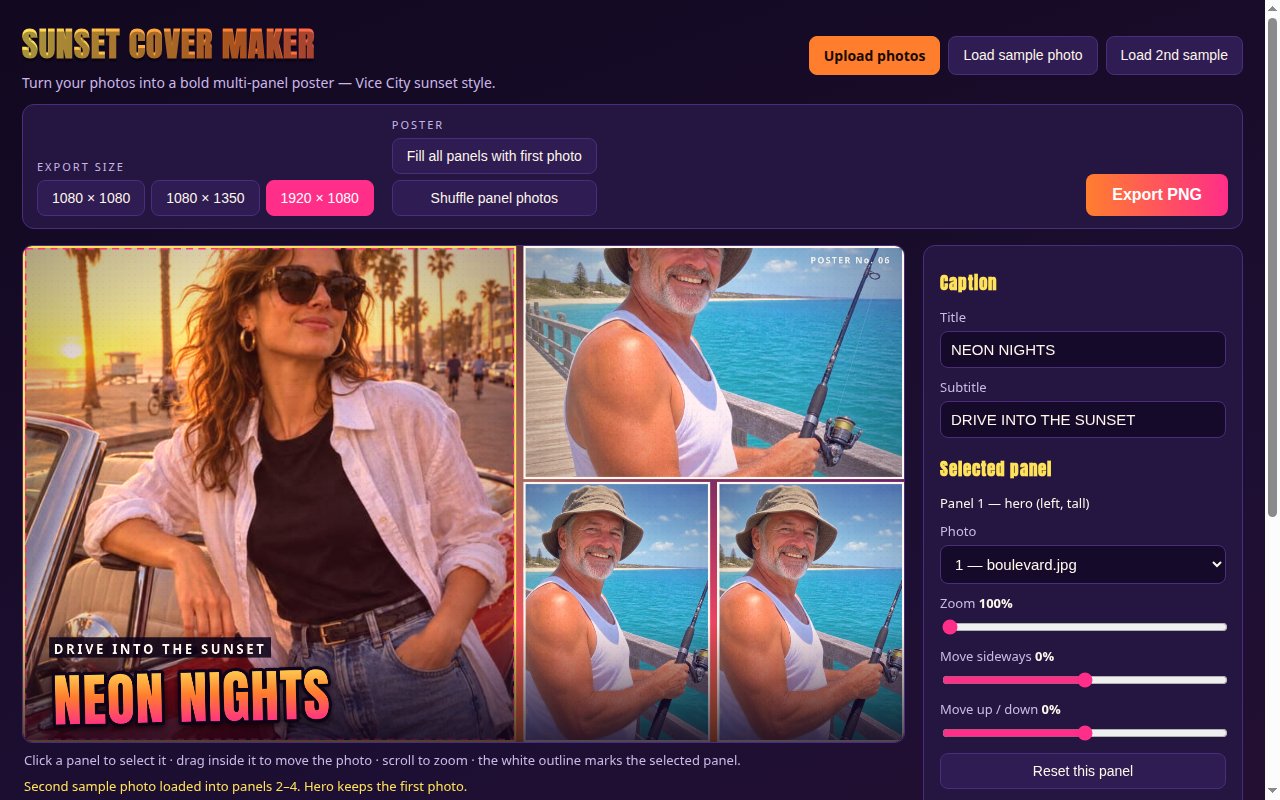 SUNSET COVER MAKER
Turn your photos into a bold multi-panel poster — Vice City sunset style.
Upload photos
Load sample photo
Load 2nd sample
EXPORT SIZE
1080 × 1080
1080 × 1350
1920 × 1080
POSTER
Fill all panels with first photo
Shuffle panel photos
Export PNG
POSTER No. 06
DRIVE INTO THE SUNSET
NEON NIGHTS
Click a panel to select it · drag inside it to move the photo · scroll to zoom · the white outline marks the selected panel.
Second sample photo loaded into panels 2–4. Hero keeps the first photo.
Caption
Title
NEON NIGHTS
Subtitle
DRIVE INTO THE SUNSET
Selected panel
Panel 1 — hero (left, tall)
Photo
1 — boulevard.jpg
Zoom 100%
Move sideways 0%
Move up / down 0%
Reset this panel